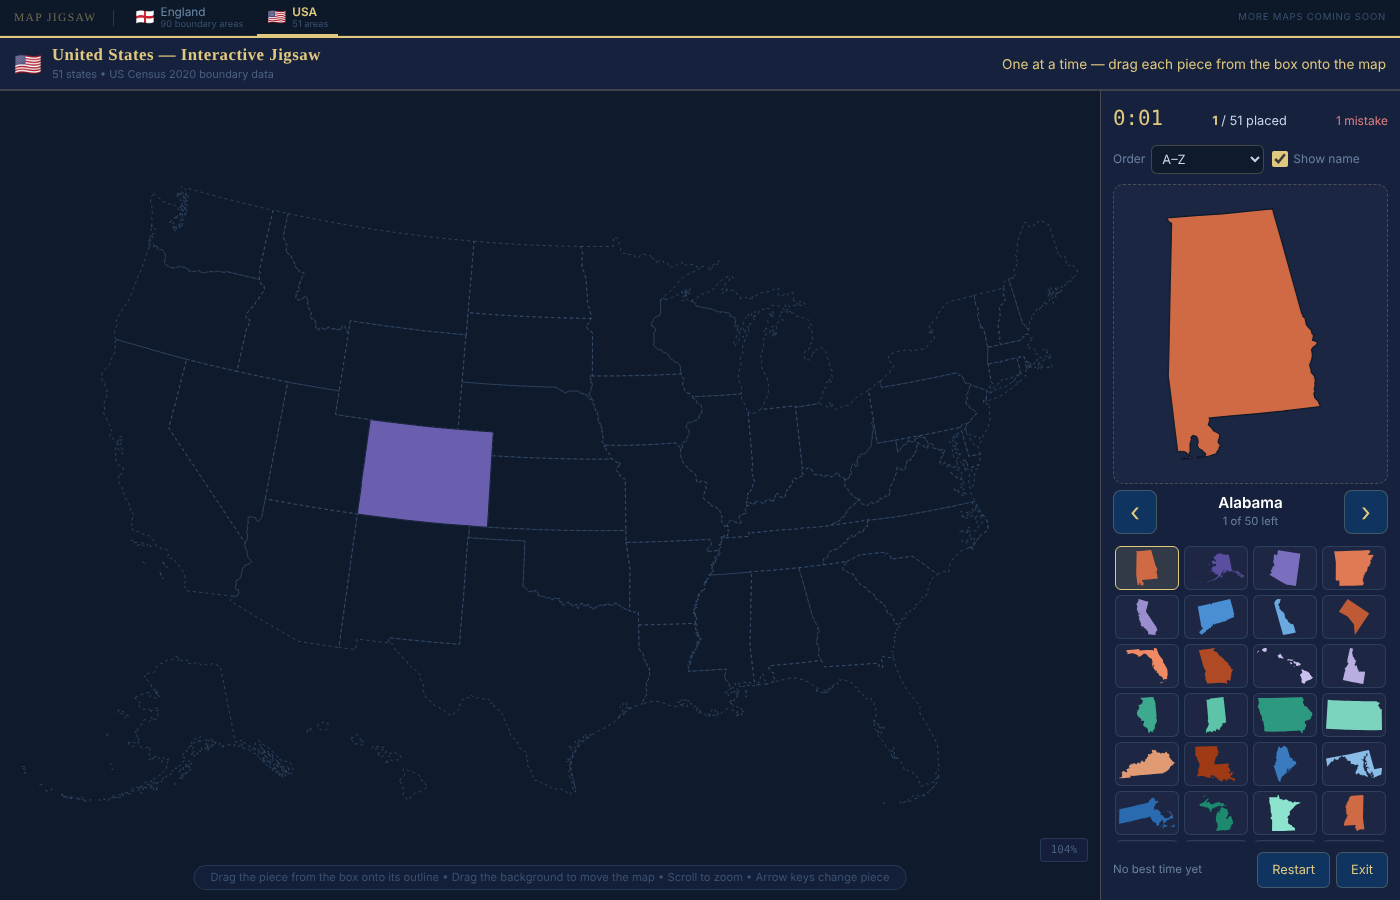 MAP JIGSAW
England
90 boundary areas
USA
51 areas
MORE MAPS COMING SOON
United States — Interactive Jigsaw
51 states • US Census 2020 boundary data
One at a time — drag each piece from the box onto the map
0:01
1 / 51 placed
1 mistake
Order
A–Z
Show name
Alabama
1 of 50 left
104%
Drag the piece from the box onto its outline • Drag the background to move the map • Scroll to zoom • Arrow keys change piece
No best time yet
Restart
Exit